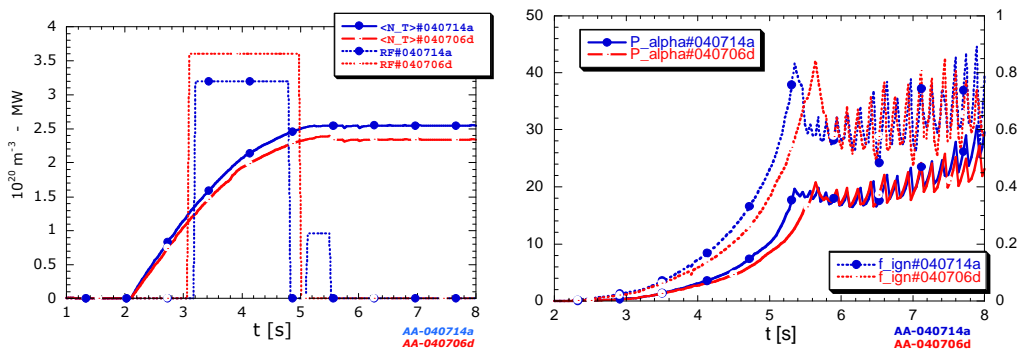 4
3.5
3
2.5
2
1.5
1
0.5
0
10^20 m^-3 - MW
<N_T>#040714a
<N_T>#040706d
RF#040714a
RF#040706d
1 2 3 4 5 6 7 8
t [s]
AA-040714a
AA-040706d
50
40
30
20
10
0
P_alpha#040714a
P_alpha#040706d
1
0.8
0.6
0.4
0.2
0
f_ign#040714a
f_ign#040706d
2 3 4 5 6 7 8
t [s]
AA-040714a
AA-040706d